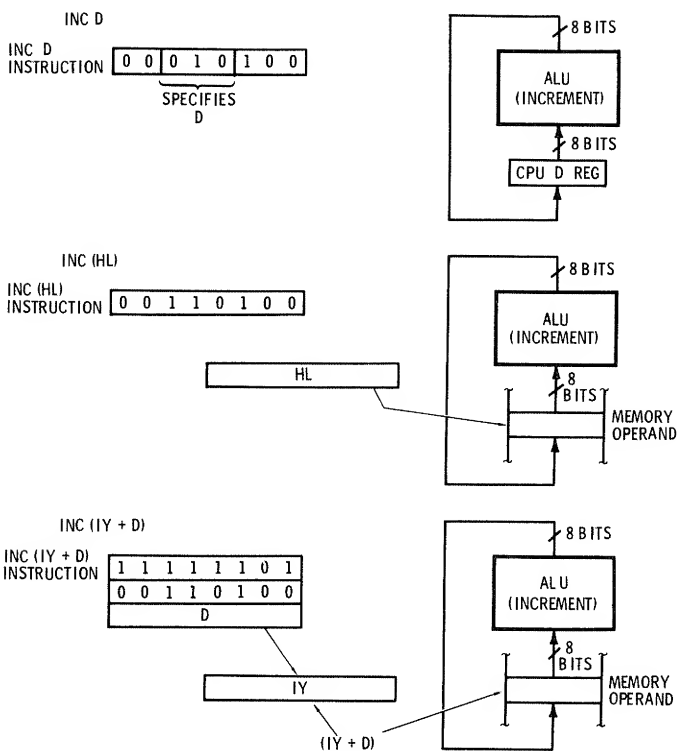 INC D
INC D
INSTRUCTION
0 0 0 1 0 1 0 0
SPECIFIES
D
8 BITS
ALU
(INCREMENT)
8 BITS
CPU D REG
INC (HL)
INC (HL)
INSTRUCTION
0 0 1 1 0 1 0 0
HL
8 BITS
ALU
(INCREMENT)
8
BITS
MEMORY
OPERAND
INC (IY + D)
INC (IY + D)
INSTRUCTION
1 1 1 1 1 1 0 1
0 0 1 1 0 1 0 0
D
IY
(IY + D)
8 BITS
ALU
(INCREMENT)
8
BITS
MEMORY
OPERAND